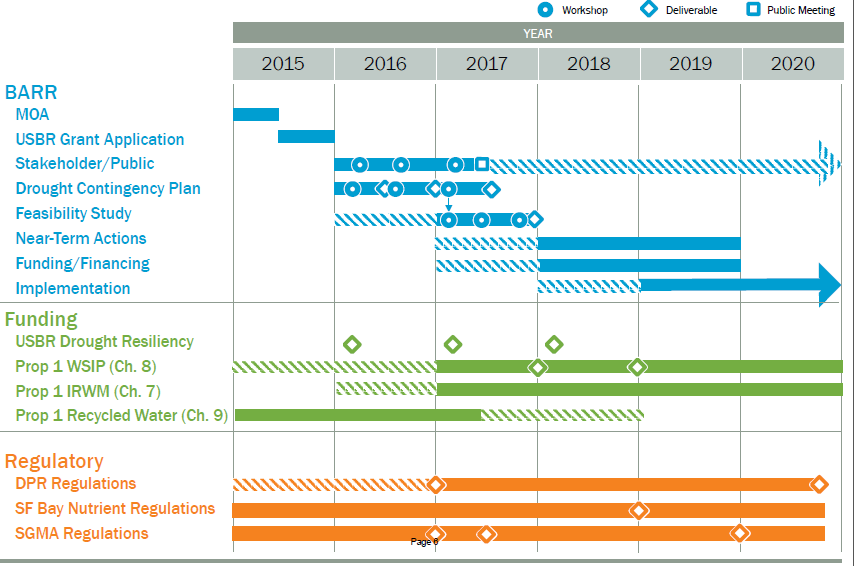 Workshop Deliverable Public Meeting
YEAR
2015 2016 2017 2018 2019 2020
BARR
MOA
USBR Grant Application
Stakeholder/Public
Drought Contingency Plan
Feasibility Study
Near-Term Actions
Funding/Financing
Implementation
Funding
USBR Drought Resiliency
Prop 1 WSIP (Ch. 8)
Prop 1 IRWM (Ch. 7)
Prop 1 Recycled Water (Ch. 9)
Regulatory
DPR Regulations
SF Bay Nutrient Regulations
SGMA Regulations
Page 6